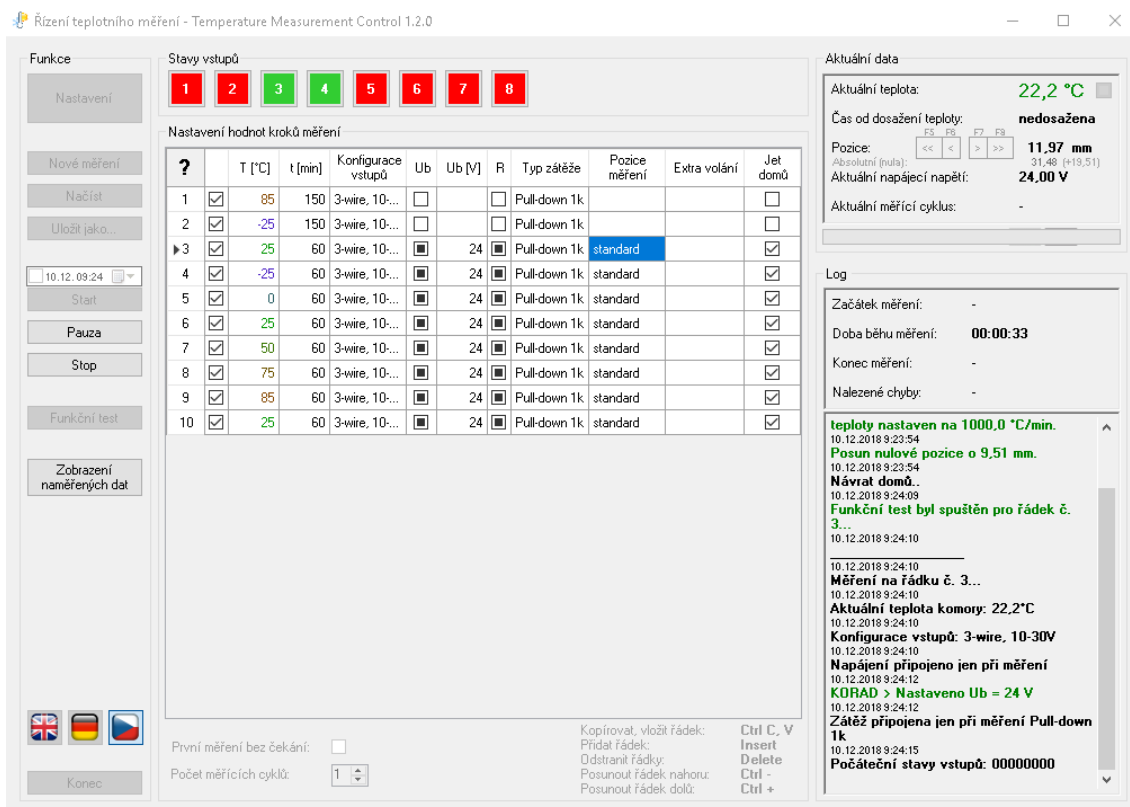 Řízení teplotního měření - Temperature Measurement Control 1.2.0
Funkce
Nastavení
Nové měření
Načíst
Uložit jako...
10.12. 09:24
Start
Pauza
Stop
Funkční test
Zobrazení
naměřených dat
Konec
Stavy vstupů
1 2 3 4 5 6 7 8
Nastavení hodnot kroků měření
? T [°C] t [min] Konfigurace vstupů Ub Ub [V] R Typ zátěže Pozice měření Extra volání Jet domů
1 85 150 3-wire, 10-... Pull-down 1k
2 -25 150 3-wire, 10-... Pull-down 1k
3 25 60 3-wire, 10-... 24 Pull-down 1k standard
4 -25 60 3-wire, 10-... 24 Pull-down 1k standard
5 0 60 3-wire, 10-... 24 Pull-down 1k standard
6 25 60 3-wire, 10-... 24 Pull-down 1k standard
7 50 60 3-wire, 10-... 24 Pull-down 1k standard
8 75 60 3-wire, 10-... 24 Pull-down 1k standard
9 85 60 3-wire, 10-... 24 Pull-down 1k standard
10 25 60 3-wire, 10-... 24 Pull-down 1k standard
První měření bez čekání:
Počet měřících cyklů: 1
Kopírovat, vložit řádek: Ctrl C, V
Přidat řádek: Insert
Odstranit řádky: Delete
Posunout řádek nahoru: Ctrl -
Posunout řádek dolů: Ctrl +
Aktuální data
Aktuální teplota: 22,2 °C
Čas od dosažení teploty: nedosažena
F5 F6 F7 F8
Pozice: << < > >> 11,97 mm
Absolutní (nula): 31,48 (+19,51)
Aktuální napájecí napětí: 24,00 V
Aktuální měřící cyklus: -
Log
Začátek měření: -
Doba běhu měření: 00:00:33
Konec měření: -
Nalezené chyby: -
teploty nastaven na 1000,0 °C/min.
10.12.2018 9:23:54
Posun nulové pozice o 9,51 mm.
10.12.2018 9:23:54
Návrat domů..
10.12.2018 9:24:09
Funkční test byl spuštěn pro řádek č.
3...
10.12.2018 9:24:10
10.12.2018 9:24:10
Měření na řádku č. 3...
10.12.2018 9:24:10
Aktuální teplota komory: 22,2°C
10.12.2018 9:24:10
Konfigurace vstupů: 3-wire, 10-30V
10.12.2018 9:24:10
Napájení připojeno jen při měření
10.12.2018 9:24:12
KORAD > Nastaveno Ub = 24 V
10.12.2018 9:24:12
Zátěž připojena jen při měření Pull-down
1k
10.12.2018 9:24:15
Počáteční stavy vstupů: 00000000